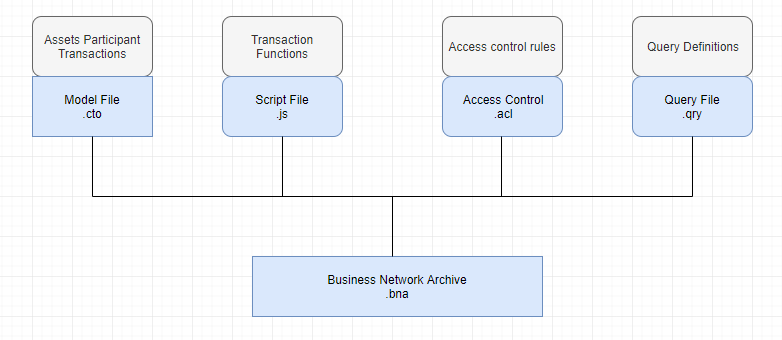 Assets Participant
Transactions
Transaction
Functions
Access control rules
Query Definitions
Model File
.cto
Script File
.js
Access Control
.acl
Query File
.qry
Business Network Archive
.bna